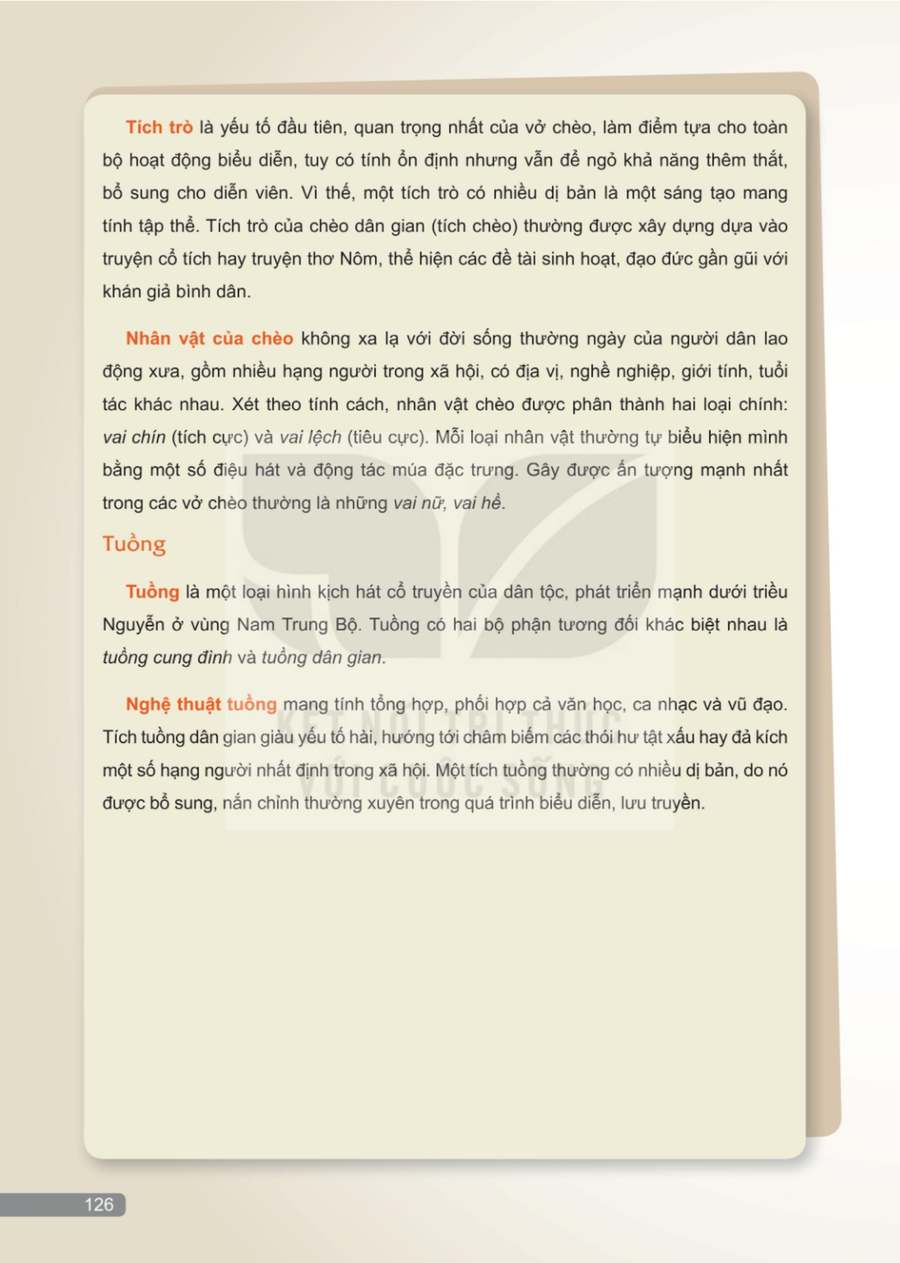 Tích trò là yếu tố đầu tiên, quan trọng nhất của vở chèo, làm điểm tựa cho toàn
bộ hoạt động biểu diễn, tuy có tính ổn định nhưng vẫn để ngỏ khả năng thêm thắt,
bổ sung cho diễn viên. Vì thế, một tích trò có nhiều dị bản là một sáng tạo mang
tính tập thể. Tích trò của chèo dân gian (tích chèo) thường được xây dựng dựa vào
truyện cổ tích hay truyện thơ Nôm, thể hiện các đề tài sinh hoạt, đạo đức gần gũi với
khán giả bình dân.
Nhân vật của chèo không xa lạ với đời sống thường ngày của người dân lao
động xưa, gồm nhiều hạng người trong xã hội, có địa vị, nghề nghiệp, giới tính, tuổi
tác khác nhau. Xét theo tính cách, nhân vật chèo được phân thành hai loại chính:
vai chín (tích cực) và vai lệch (tiêu cực). Mỗi loại nhân vật thường tự biểu hiện mình
bằng một số điệu hát và động tác múa đặc trưng. Gây được ấn tượng mạnh nhất
trong các vở chèo thường là những vai nữ, vai hề.
Tuồng
Tuồng là một loại hình kịch hát cổ truyền của dân tộc, phát triển mạnh dưới triều
Nguyễn ở vùng Nam Trung Bộ. Tuồng có hai bộ phận tương đối khác biệt nhau là
tuồng cung đình và tuồng dân gian.
Nghệ thuật tuồng mang tính tổng hợp, phối hợp cả văn học, ca nhạc và vũ đạo.
Tích tuồng dân gian giàu yếu tố hài, hướng tới châm biếm các thói hư tật xấu hay đả kích
một số hạng người nhất định trong xã hội. Một tích tuồng thường có nhiều dị bản, do nó
được bổ sung, nắn chỉnh thường xuyên trong quá trình biểu diễn, lưu truyền.
KẾT NỐI TRI THỨC
VỚI CUỘC SỐNG
126